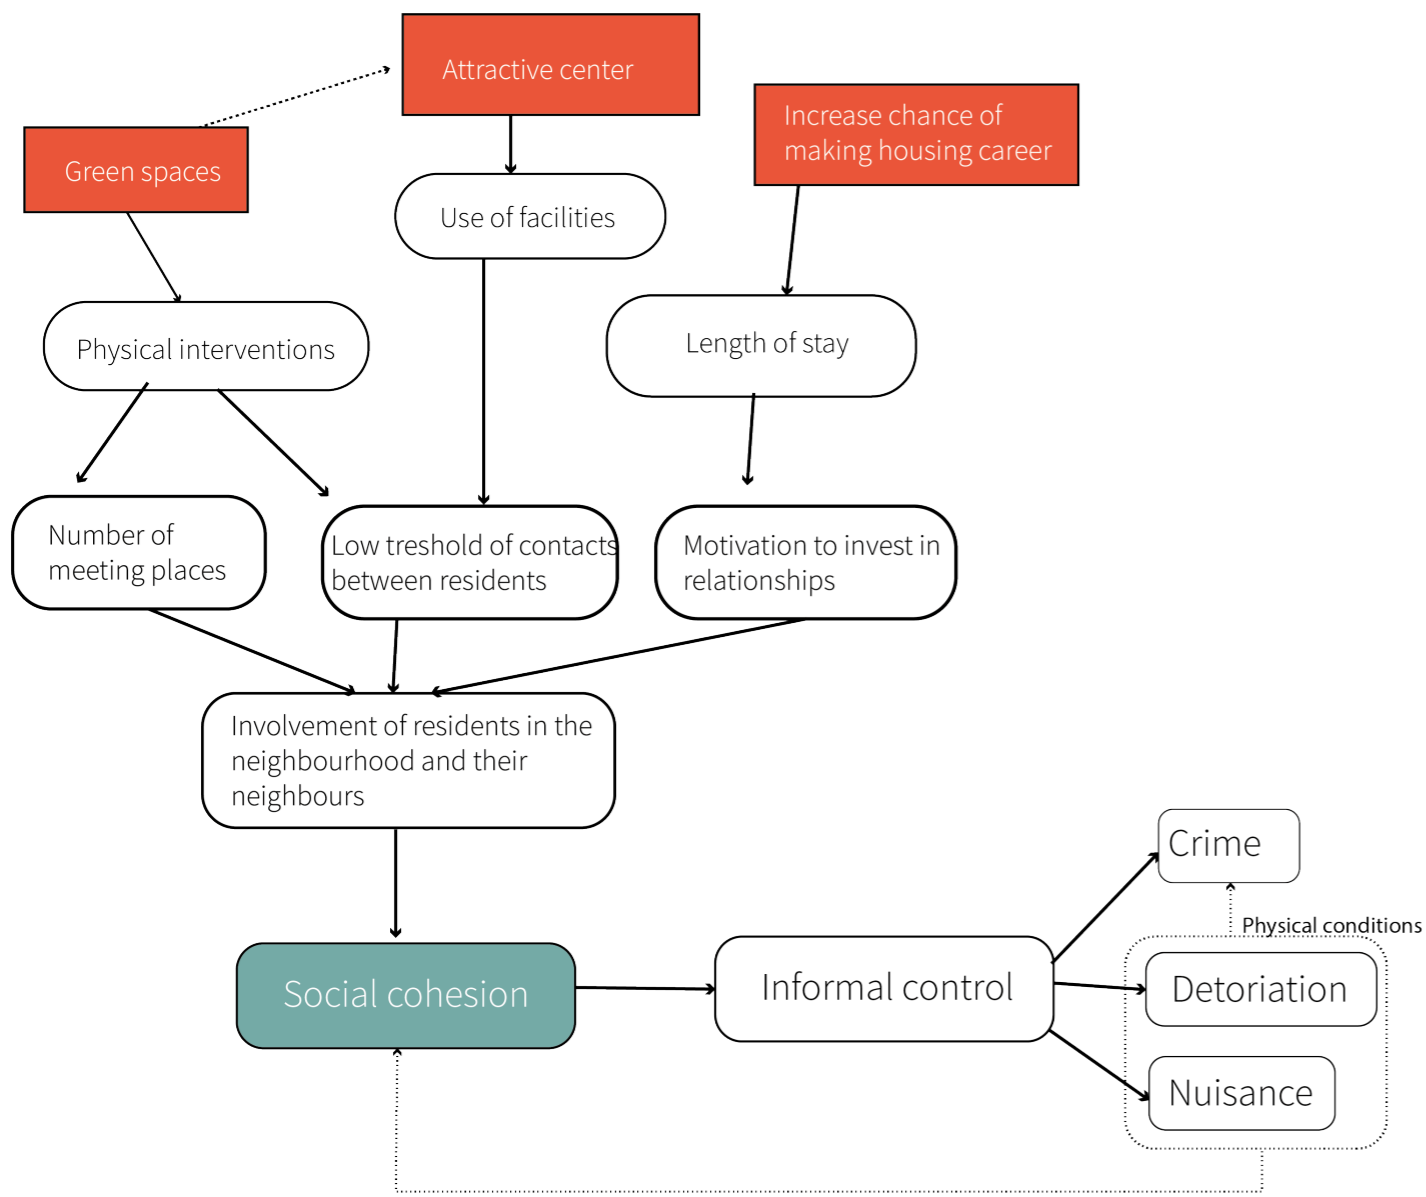 Attractive center
Increase chance of
making housing career
Green spaces
Use of facilities
Physical interventions
Length of stay
Number of
meeting places
Low treshold of contacts
between residents
Motivation to invest in
relationships
Involvement of residents in the
neighbourhood and their
neighbours
Crime
Physical conditions
Social cohesion
Informal control
Detoriation
Nuisance